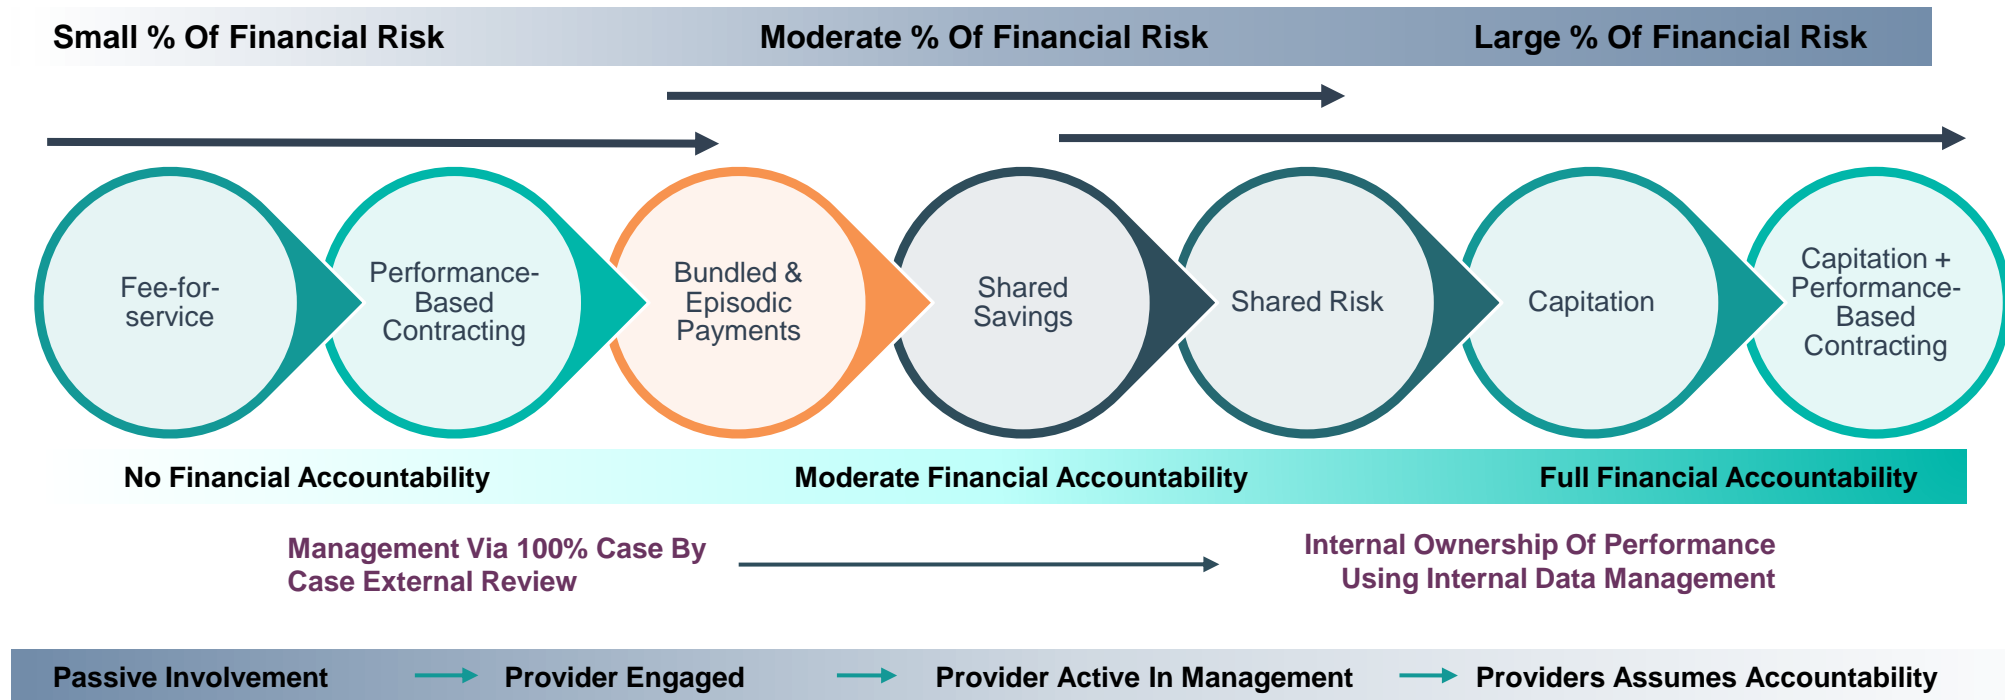 Small % Of Financial Risk
Moderate % Of Financial Risk
Large % Of Financial Risk
Fee-for-
service
Performance-
Based
Contracting
Bundled &
Episodic
Payments
Shared
Savings
Shared Risk
Capitation
Capitation +
Performance-
Based
Contracting
No Financial Accountability
Moderate Financial Accountability
Full Financial Accountability
Management Via 100% Case By
Case External Review
Internal Ownership Of Performance
Using Internal Data Management
Passive Involvement
Provider Engaged
Provider Active In Management
Providers Assumes Accountability